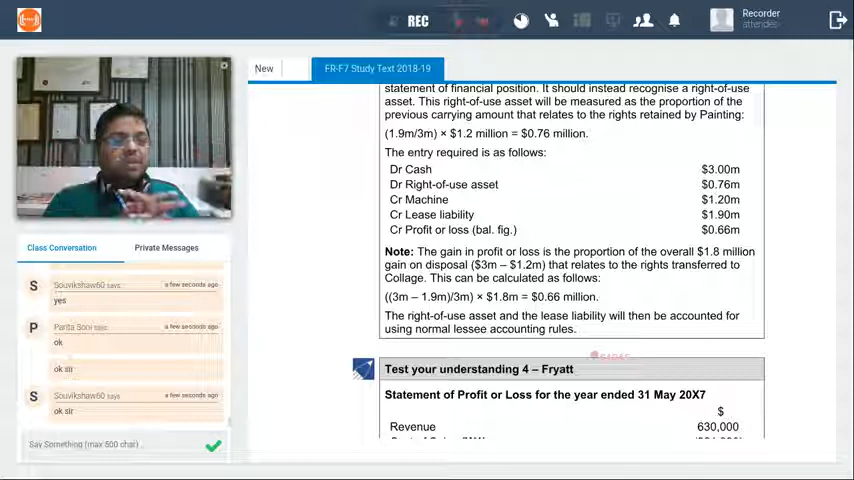 REC
Recorder
attendee
New
FR-F7 Study Text 2018-19
statement of financial position. It should instead recognise a right-of-use
asset. This right-of-use asset will be measured as the proportion of the
previous carrying amount that relates to the rights retained by Painting:
(1.9m/3m) × $1.2 million = $0.76 million.
The entry required is as follows:
Dr Cash $3.00m
Dr Right-of-use asset $0.76m
Cr Machine $1.20m
Cr Lease liability $1.90m
Cr Profit or loss (bal. fig.) $0.66m
Note: The gain in profit or loss is the proportion of the overall $1.8 million
gain on disposal ($3m – $1.2m) that relates to the rights transferred to
Collage. This can be calculated as follows:
((3m – 1.9m)/3m) × $1.8m = $0.66 million.
The right-of-use asset and the lease liability will then be accounted for
using normal lessee accounting rules.
Test your understanding 4 – Fryatt
Statement of Profit or Loss for the year ended 31 May 20X7
$
Revenue 630,000
Class Conversation
Private Messages
S
Souvikshaw60 says
a few seconds ago
yes
P
Parita Soni says
a few seconds ago
ok
ok sir
S
Souvikshaw60 says
a few seconds ago
ok sir
Say Something (max 500 char)